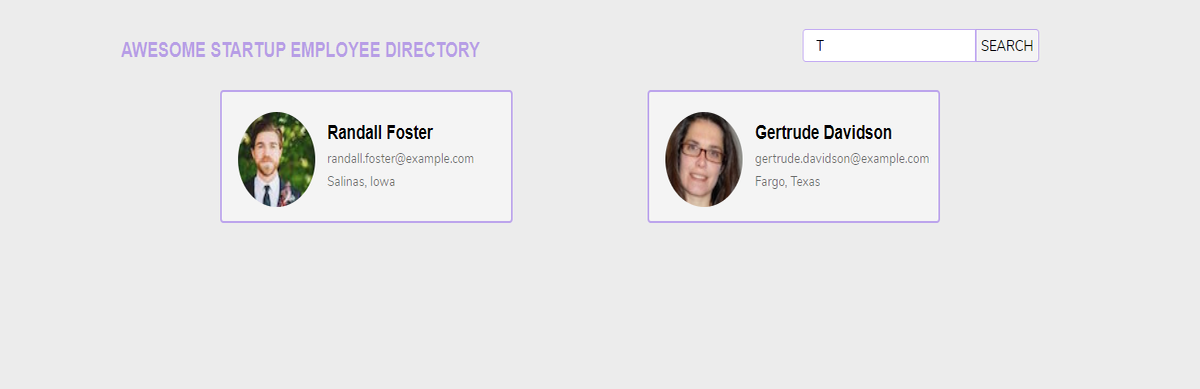 AWESOME STARTUP EMPLOYEE DIRECTORY
T
SEARCH
Randall Foster
randall.foster@example.com
Salinas, Iowa
Gertrude Davidson
gertrude.davidson@example.com
Fargo, Texas